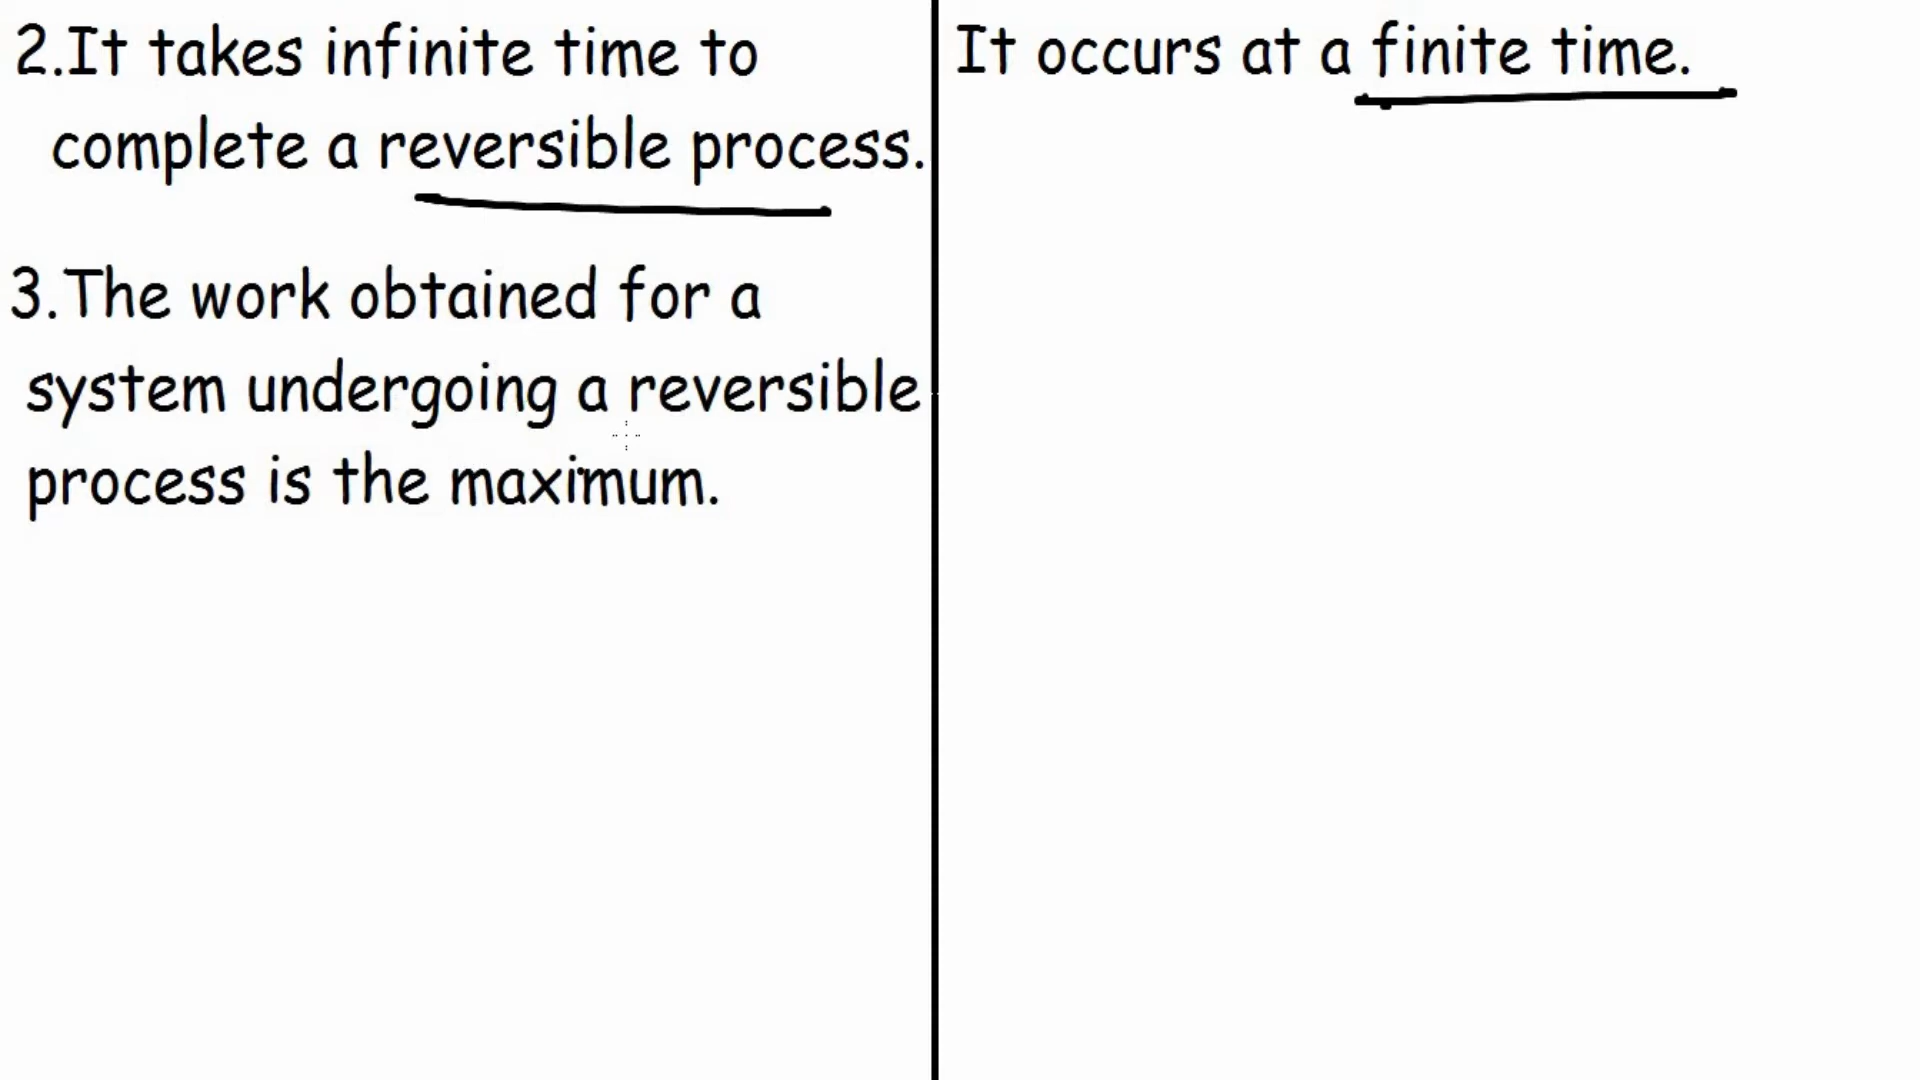 2.It takes infinite time to
complete a reversible process.
3.The work obtained for a
system undergoing a reversible
process is the maximum.
It occurs at a finite time.